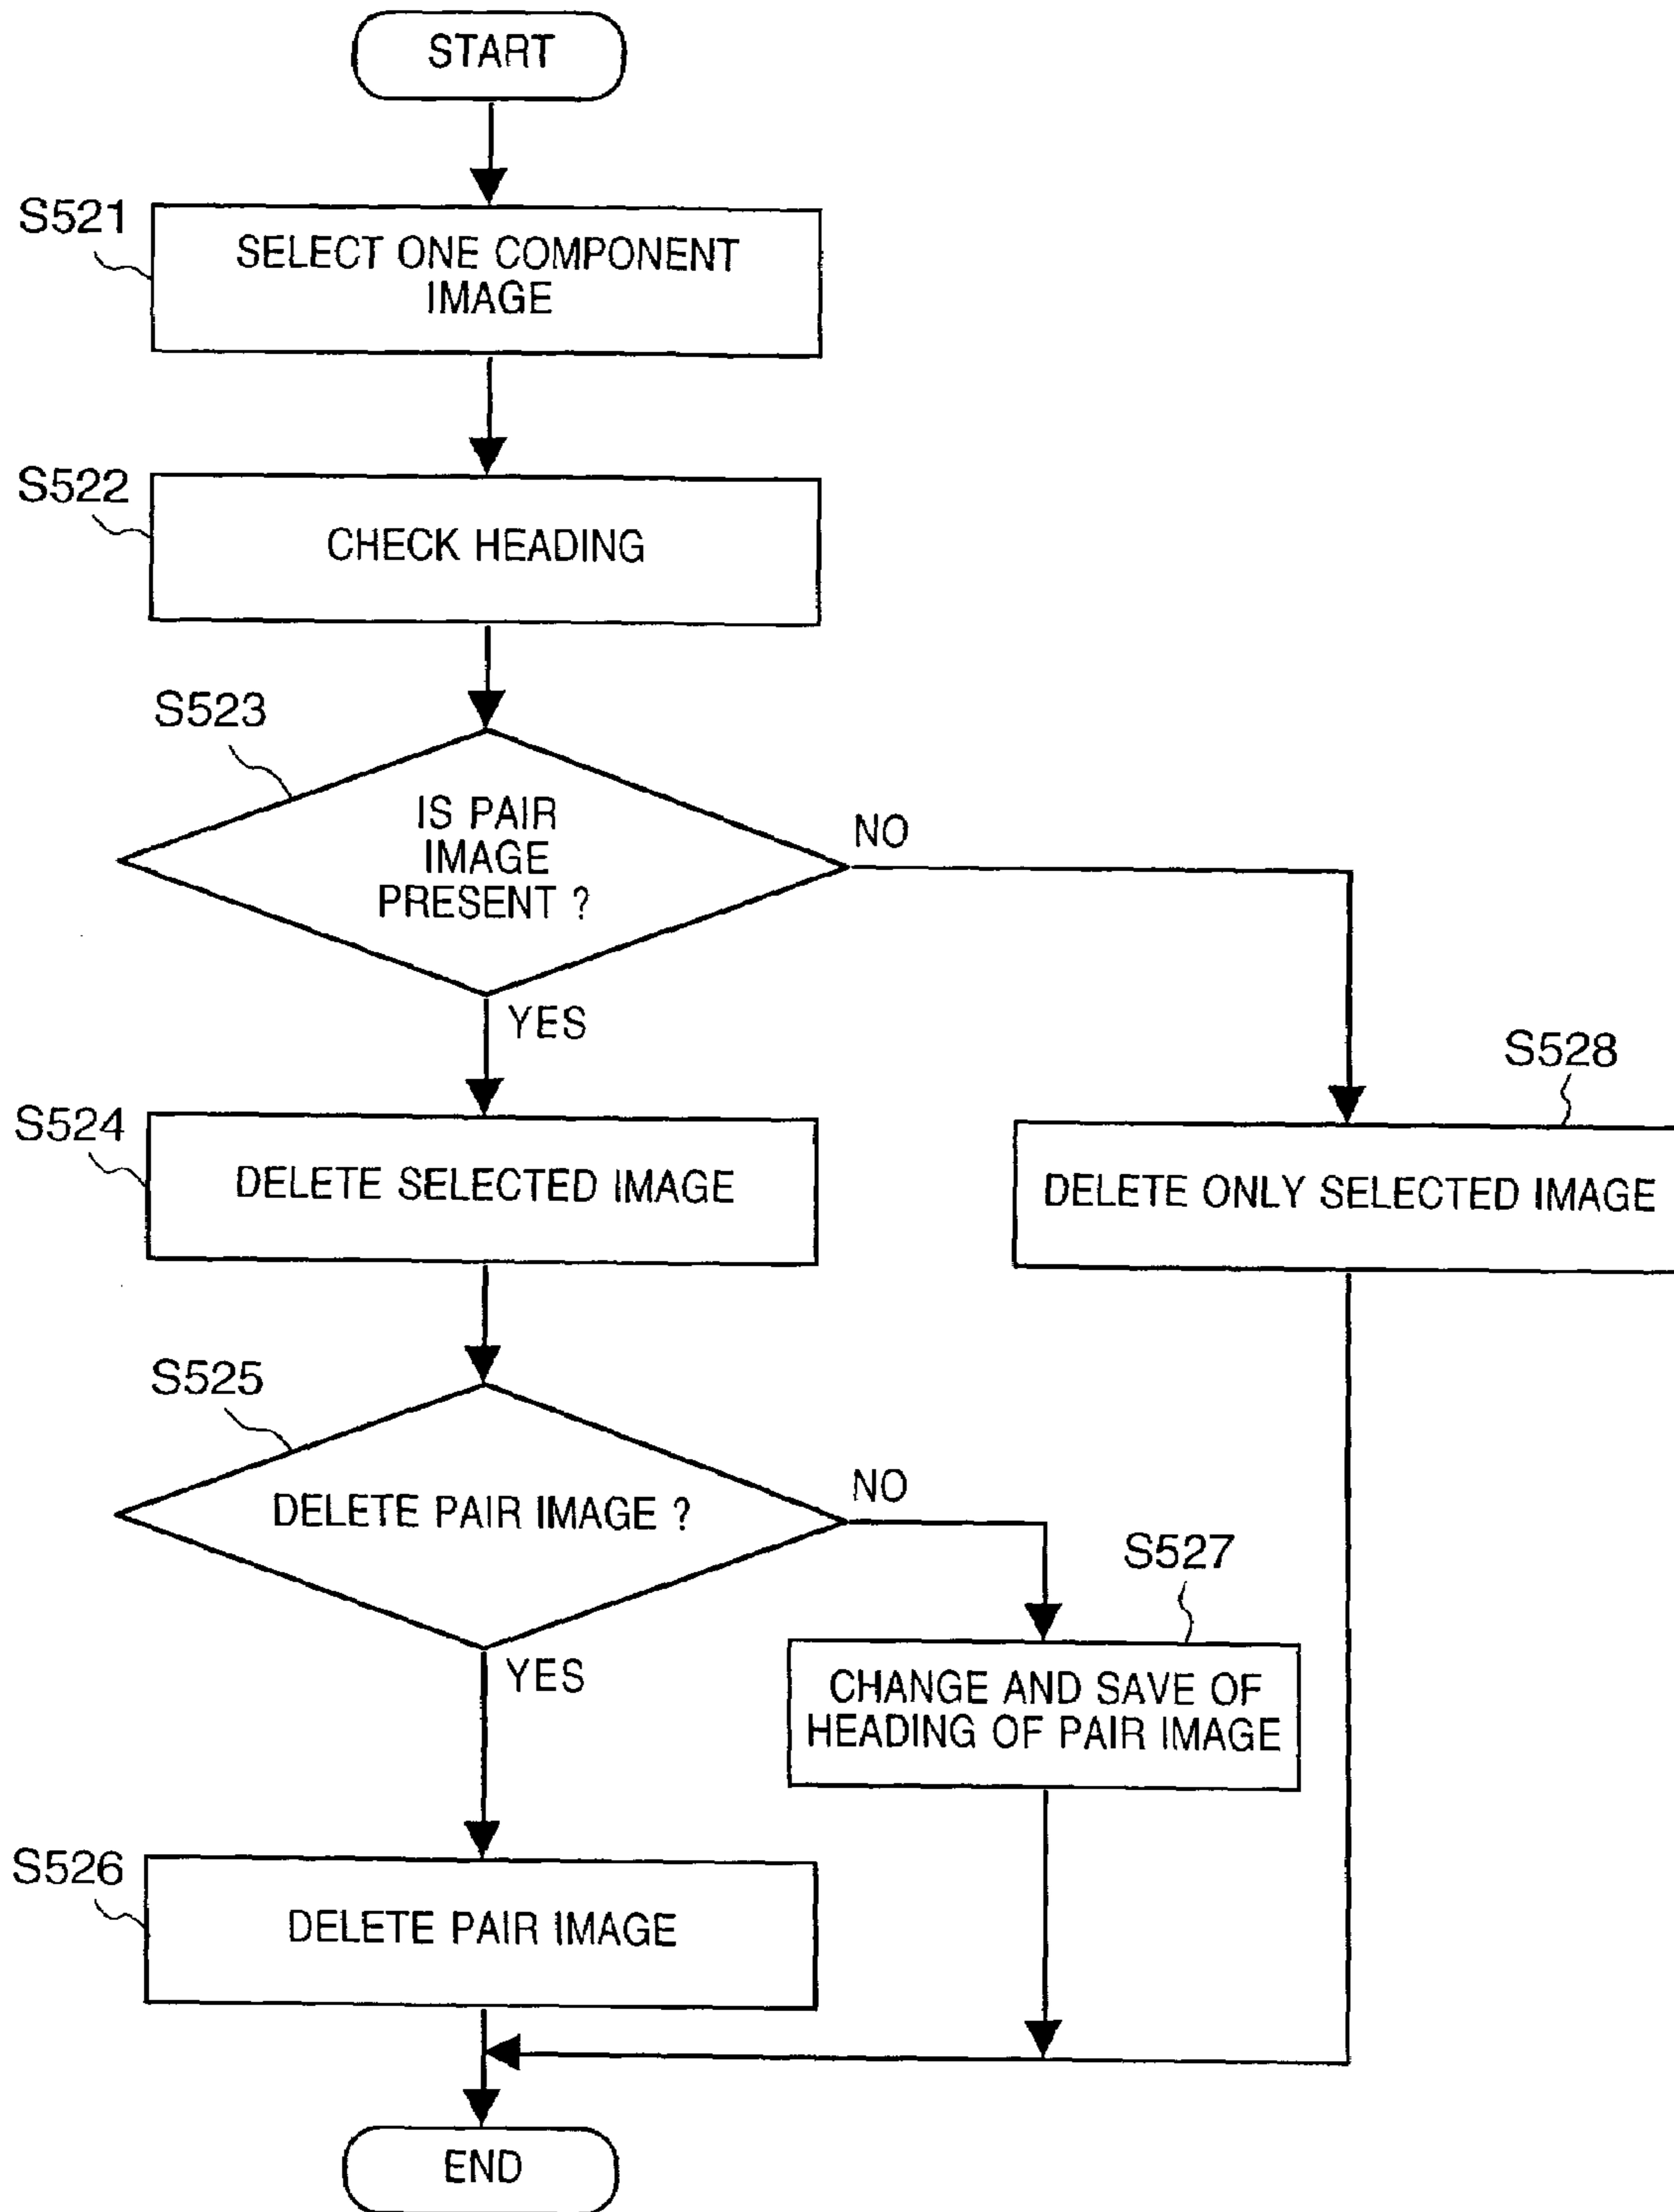 START
S521
SELECT ONE COMPONENT
IMAGE
S522
CHECK HEADING
S523
IS PAIR
IMAGE
PRESENT ?
NO
YES
S524
DELETE SELECTED IMAGE
S528
DELETE ONLY SELECTED IMAGE
S525
DELETE PAIR IMAGE ?
NO
YES
S527
CHANGE AND SAVE OF
HEADING OF PAIR IMAGE
S526
DELETE PAIR IMAGE
END